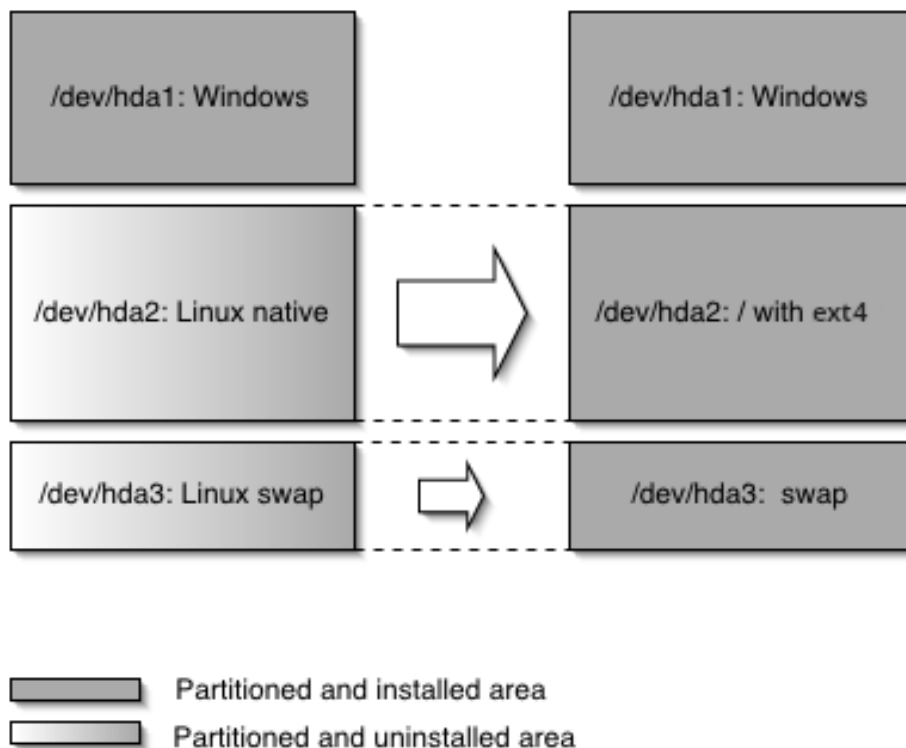 /dev/hda1: Windows
/dev/hda1: Windows
/dev/hda2: Linux native
/dev/hda2: / with ext4
/dev/hda3: Linux swap
/dev/hda3: swap
Partitioned and installed area
Partitioned and uninstalled area